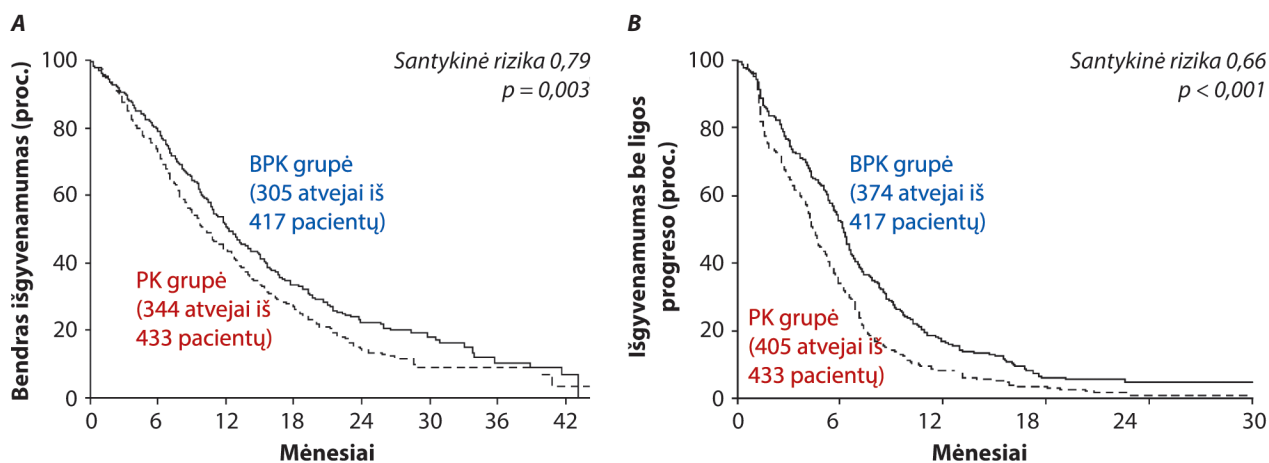 A
Bendras išgyvenamumas (proc.)
100
80
60
40
20
0
Santykinė rizika 0,79
p = 0,003
BPK grupė
(305 atvejai iš
417 pacientų)
PK grupė
(344 atvejai iš
433 pacientų)
0 6 12 18 24 30 36 42
Mėnesiai
B
Išgyvenamumas be ligos
progreso (proc.)
100
80
60
40
20
0
Santykinė rizika 0,66
p < 0,001
BPK grupė
(374 atvejai iš
417 pacientų)
PK grupė
(405 atvejai iš
433 pacientų)
0 6 12 18 24 30
Mėnesiai